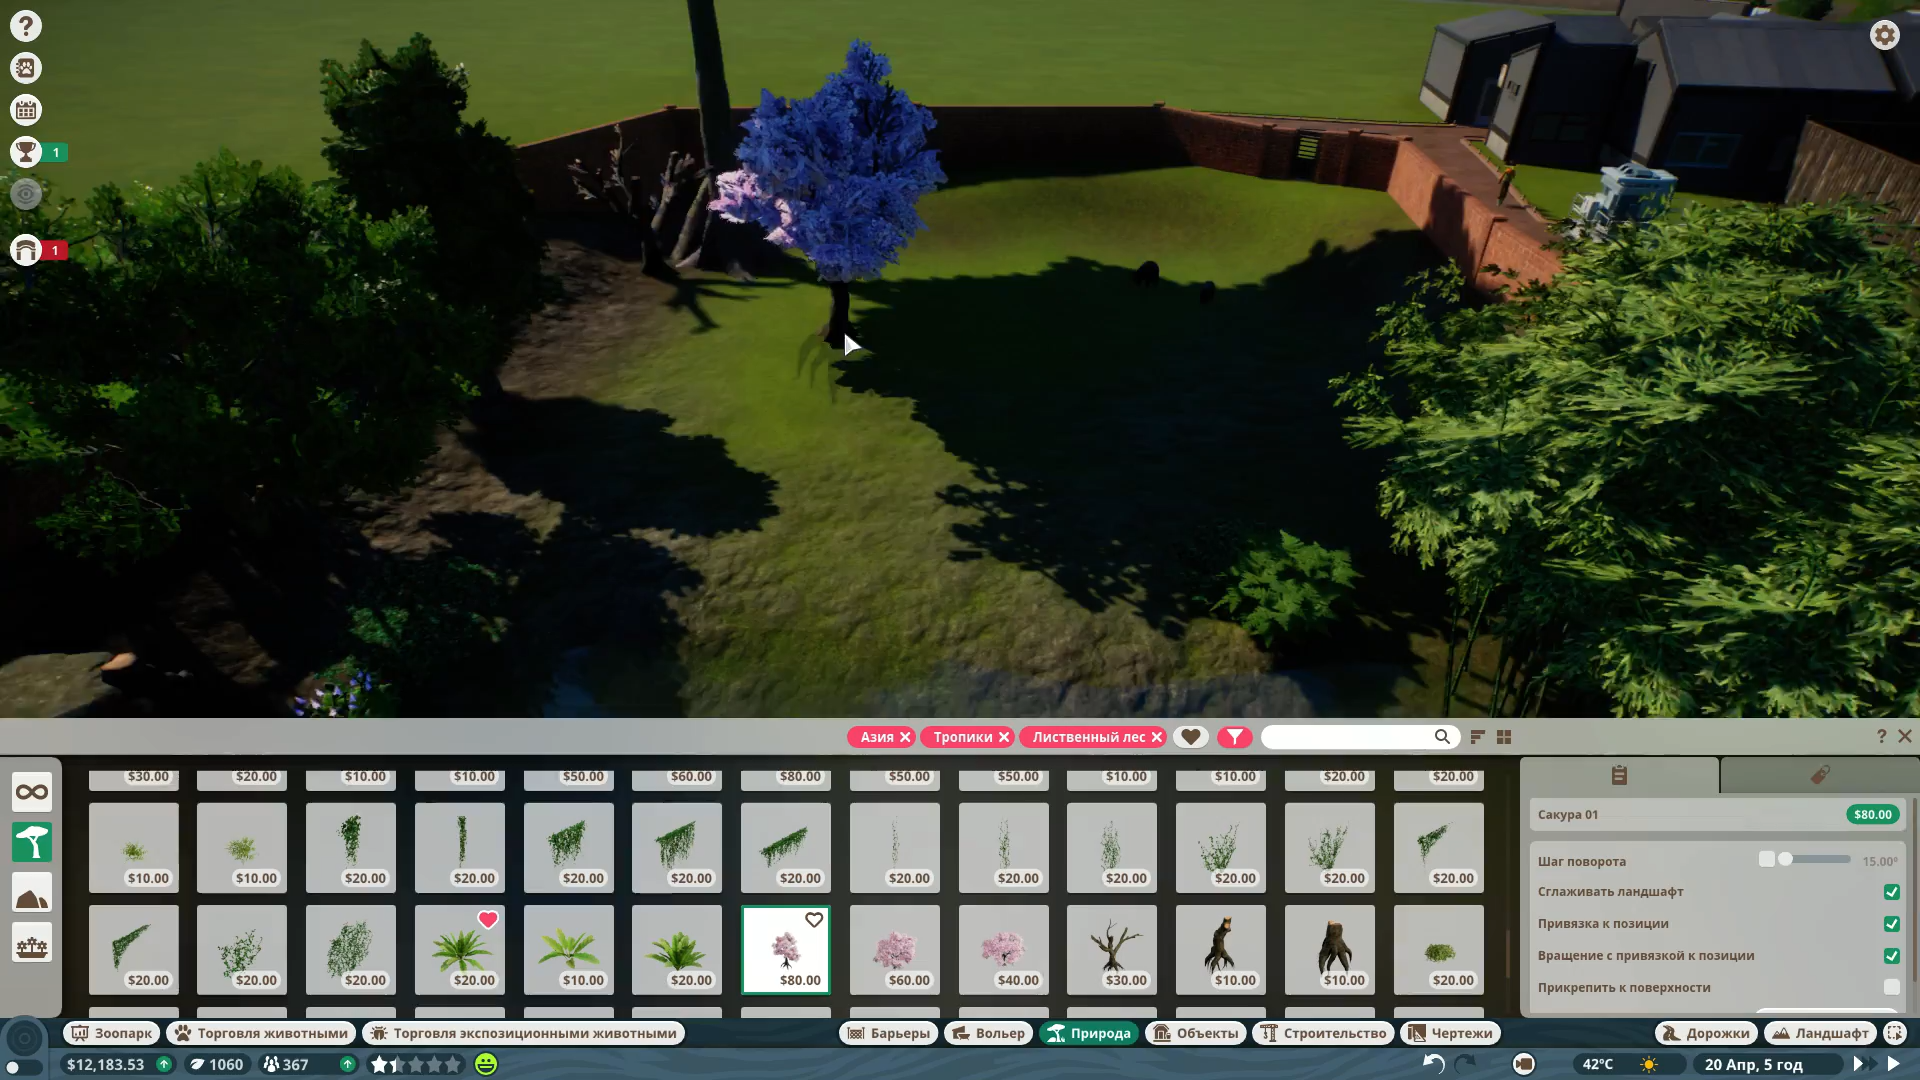 ?
1
1
Азия
Тропики
Лиственный лес
?
$30.00 $20.00 $10.00 $10.00 $50.00 $60.00 $80.00 $50.00 $50.00 $10.00 $10.00 $20.00 $20.00
$10.00 $10.00 $20.00 $20.00 $20.00 $20.00 $20.00 $20.00 $20.00 $20.00 $20.00 $20.00 $20.00
$20.00 $20.00 $20.00 $20.00 $10.00 $20.00 $80.00 $60.00 $40.00 $30.00 $10.00 $10.00 $20.00
Сакура 01 $80.00
Шаг поворота 15.00°
Сглаживать ландшафт
Привязка к позиции
Вращение с привязкой к позиции
Прикрепить к поверхности
Зоопарк Торговля животными Торговля экспозиционными животными Барьеры Вольер Природа Объекты Строительство Чертежи Дорожки Ландшафт
$12,183.53 1060 367 42°C 20 Апр, 5 год